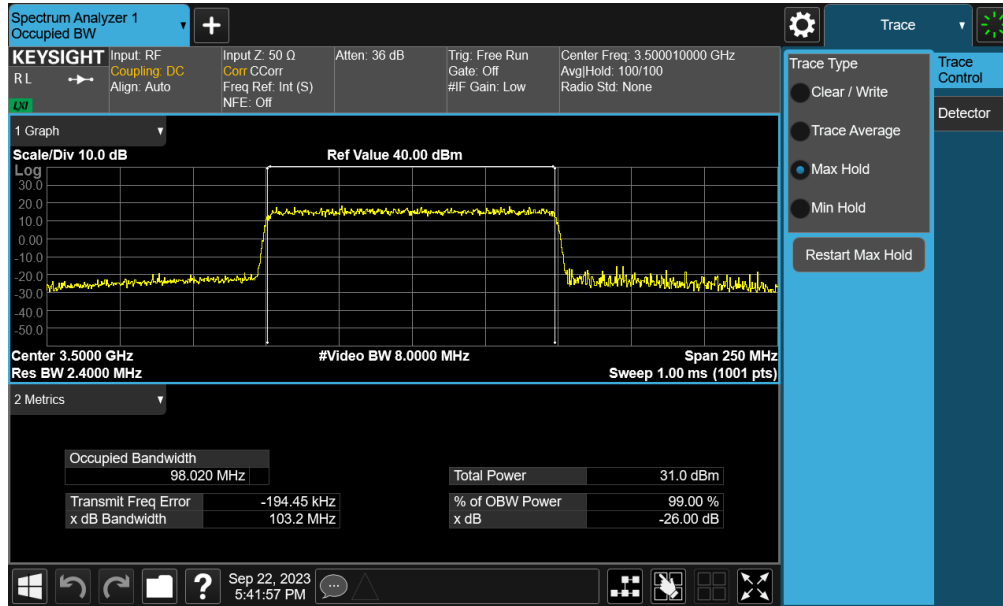 Spectrum Analyzer 1
Occupied BW
+
Trace
KEYSIGHT
R L
LXI
Input: RF
Coupling: DC
Align: Auto
Input Z: 50 Ω
Corr CCorr
Freq Ref: Int (S)
NFE: Off
Atten: 36 dB
Trig: Free Run
Gate: Off
#IF Gain: Low
Center Freq: 3.500010000 GHz
Avg|Hold: 100/100
Radio Std: None
1 Graph
Scale/Div 10.0 dB
Ref Value 40.00 dBm
Log
30.0
20.0
10.0
0.00
-10.0
-20.0
-30.0
-40.0
-50.0
Center 3.5000 GHz
#Video BW 8.0000 MHz
Span 250 MHz
Res BW 2.4000 MHz
Sweep 1.00 ms (1001 pts)
2 Metrics
Occupied Bandwidth
98.020 MHz
Transmit Freq Error -194.45 kHz
x dB Bandwidth 103.2 MHz
Total Power 31.0 dBm
% of OBW Power 99.00 %
x dB -26.00 dB
Trace Type
Clear / Write
Trace Average
Max Hold
Min Hold
Restart Max Hold
Trace
Control
Detector
?
Sep 22, 2023
5:41:57 PM